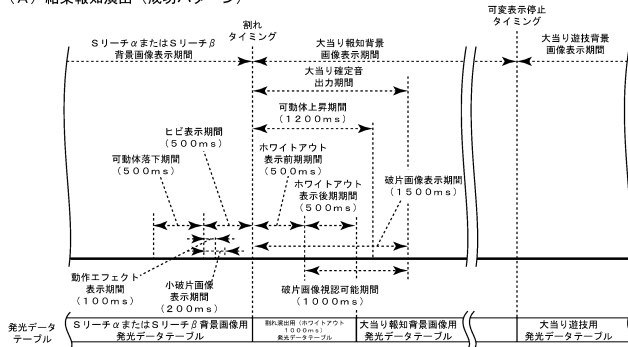 (A) 結果報知演出(成功パターン)
割れ
タイミング
可変表示停止
タイミング
SリーチαまたはSリーチβ
背景画像表示期間
大当り報知背景
画像表示期間
大当り遊技背景
画像表示期間
大当り確定音
出力期間
可動体上昇期間
(1200ms)
ヒビ表示期間
(500ms)
可動体落下期間
(500ms)
ホワイトアウト
表示前期期間
(500ms)
ホワイトアウト
表示後期期間
(500ms)
破片画像表示期間
(1500ms)
動作エフェクト
表示期間
(100ms)
小破片画像
表示期間
(200ms)
破片画像視認可能期間
(1000ms)
発光データ
テーブル
SリーチαまたはSリーチβ背景画像用
発光データテーブル
割れ演出用(ホワイトアウト
1000ms)
発光データテーブル
大当り報知背景画像用
発光データテーブル
大当り遊技用
発光データテーブル